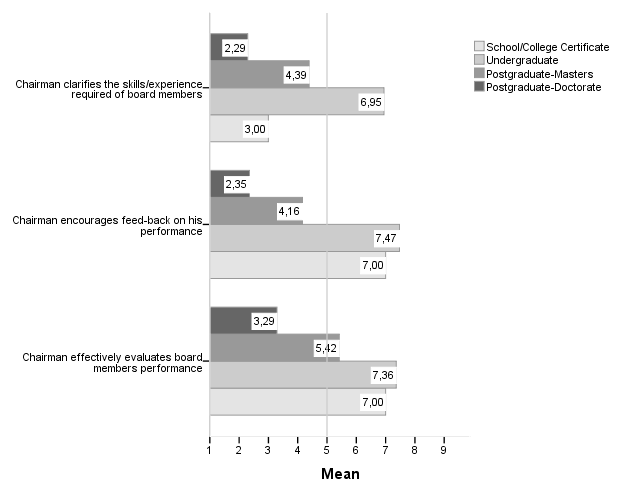 School/College Certificate
Undergraduate
Postgraduate-Masters
Postgraduate-Doctorate
Chairman clarifies the skills/experience
required of board members
2,29
4,39
6,95
3,00
Chairman encourages feed-back on his
performance
2,35
4,16
7,47
7,00
Chairman effectively evaluates board
members performance
3,29
5,42
7,36
7,00
1 2 3 4 5 6 7 8 9
Mean